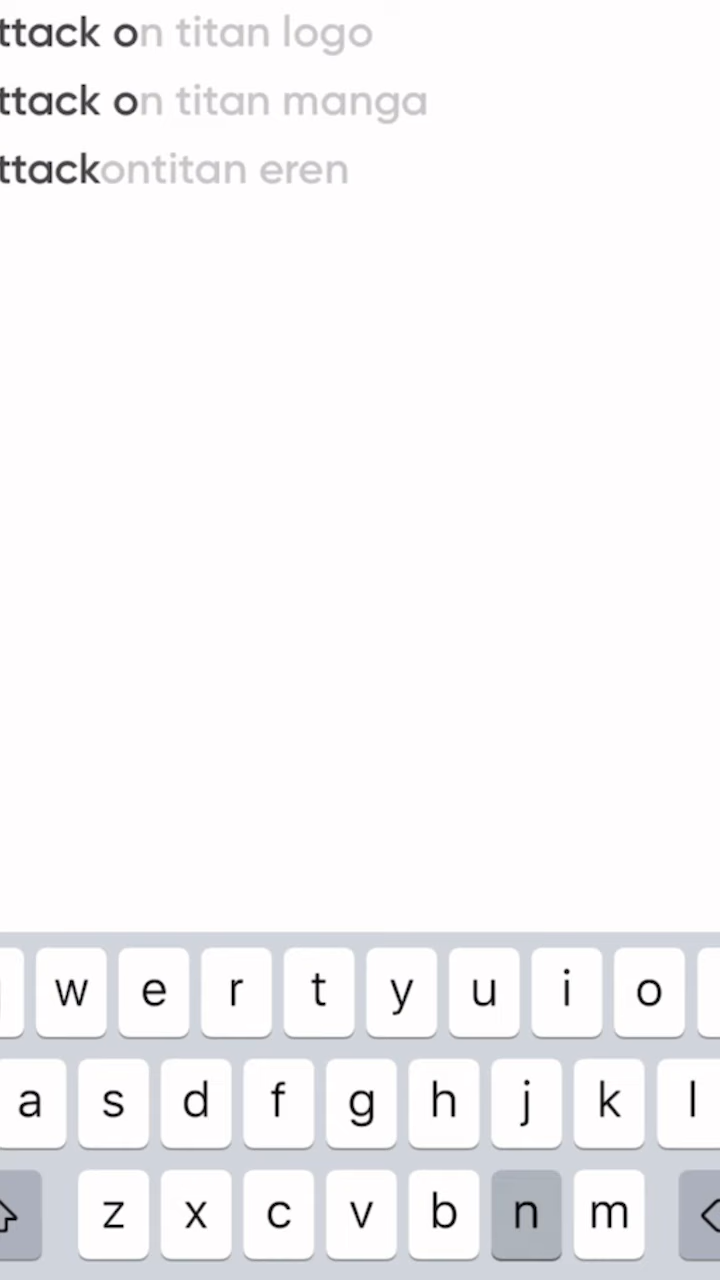 ttack on titan logo
ttack on titan manga
ttackontitan eren
w e r t y u i o
a s d f g h j k l
z x c v b n m